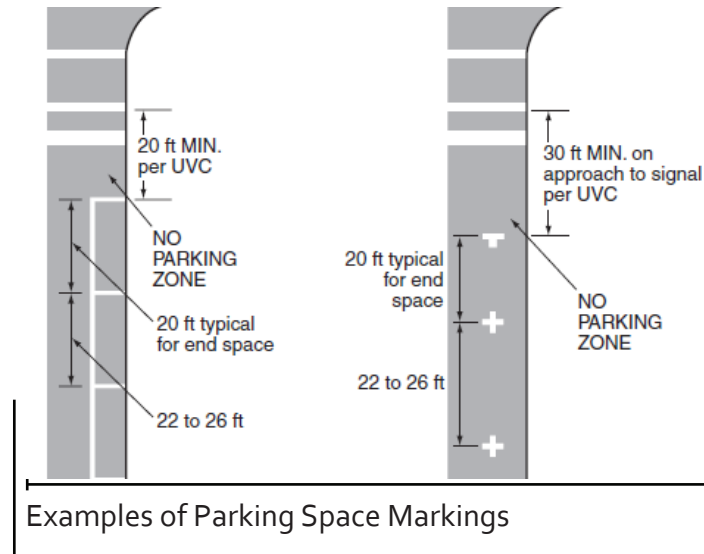 20 ft MIN.
per UVC
NO
PARKING
ZONE
20 ft typical
for end space
22 to 26 ft
30 ft MIN. on
approach to signal
per UVC
20 ft typical
for end
space
NO
PARKING
ZONE
22 to 26 ft
Examples of Parking Space Markings